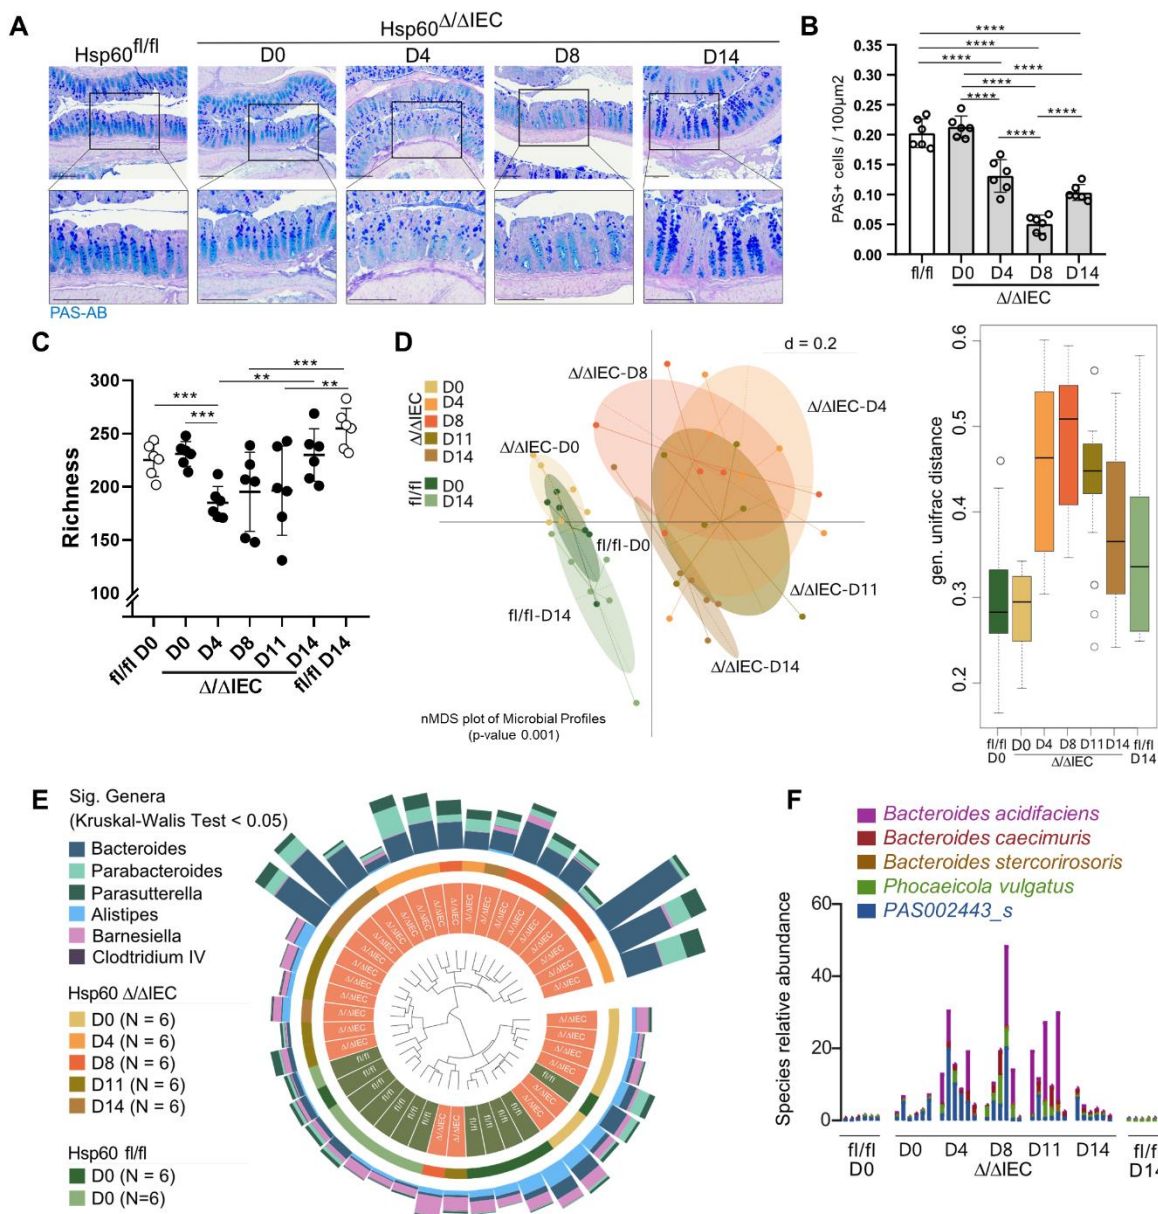 A
Hsp60fl/fl
Hsp60Δ/ΔIEC
D0
D4
D8
D14
PAS-AB
B
****
****
****
****
****
****
****
****
PAS+ cells / 100μm2
0.35
0.30
0.25
0.20
0.15
0.10
0.05
0.00
fl/fl D0 D4 D8 D14
Δ/ΔIEC
C
***
**
**
***
***
Richness
300
250
200
150
100
fl/fl D0
D0
D4
D8
D11
D14
fl/fl D14
Δ/ΔIEC
D
d = 0.2
Δ/ΔIEC
D0
D4
D8
D11
D14
fl/fl
D0
D14
Δ/ΔIEC-D8
Δ/ΔIEC-D4
Δ/ΔIEC-D0
fl/fl-D0
Δ/ΔIEC-D11
fl/fl-D14
Δ/ΔIEC-D14
nMDS plot of Microbial Profiles
(p-value 0.001)
gen. unifrac distance
0.6
0.5
0.4
0.3
0.2
fl/fl D0 D4 D8 D11 D14 fl/fl
D0 Δ/ΔIEC D14
E
Sig. Genera
(Kruskal-Walis Test < 0.05)
Bacteroides
Parabacteroides
Parasutterella
Alistipes
Barnesiella
Clodtridium IV
Hsp60 Δ/ΔIEC
D0 (N = 6)
D4 (N = 6)
D8 (N = 6)
D11 (N = 6)
D14 (N = 6)
Hsp60 fl/fl
D0 (N = 6)
D0 (N=6)
F
Bacteroides acidifaciens
Bacteroides caecimuris
Bacteroides stercorirosoris
Phocaeicola vulgatus
PAS002443_s
Species relative abundance
60
40
20
0
fl/fl D0 D4 D8 D11 D14 fl/fl
D0 Δ/ΔIEC D14